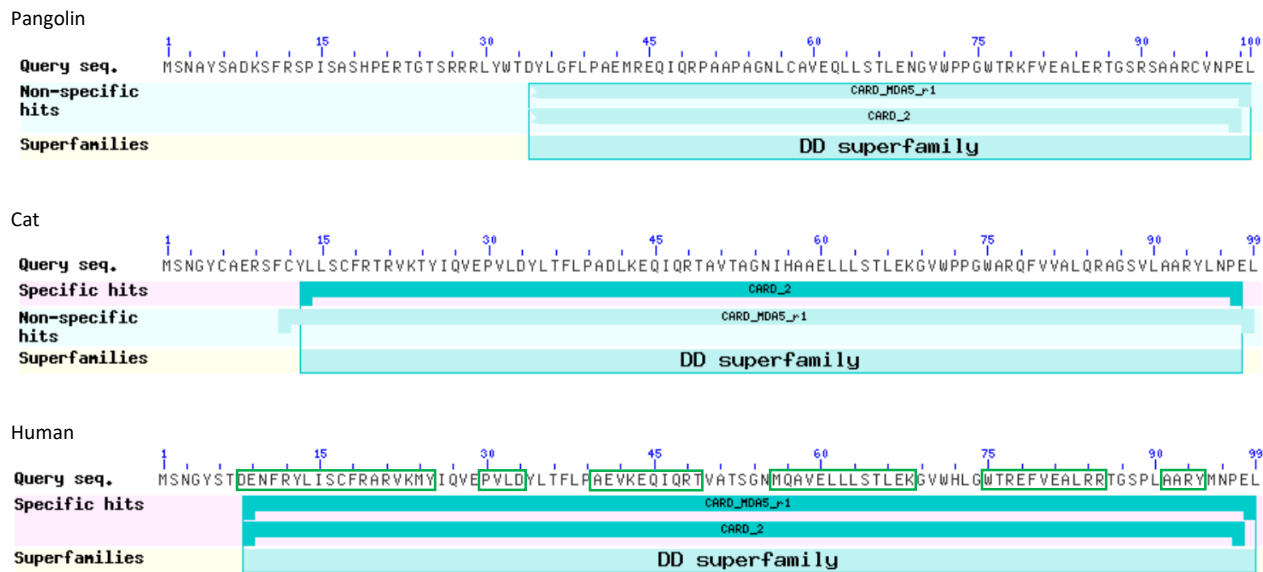 Pangolin
1 15 30 45 60 75 90 100
Query seq. MSNAYSADKSFRSPISASHPERTGTSRRRLYWTDYLGFLPAEMREQIQRPAAPAGNLCAVEQLLSTLENGVWPPGWTRKFVEALERTGSRSAARCVNPEL
Non-specific hits CARD_MDA5_r1
CARD_2
Superfamilies DD superfamily
Cat
1 15 30 45 60 75 90 99
Query seq. MSNGYCAERSFCYLLSCFRTRVKTYIQVEPVLDYLTFLPADLKEQIQRTAVTAGNIHAAELLLSTLEKGVWPPGWARQFVVALQRAGSVLAARYLNPEL
Specific hits CARD_2
Non-specific hits CARD_MDA5_r1
Superfamilies DD superfamily
Human
1 15 30 45 60 75 90 99
Query seq. MSNGYSTDENFRYLISCFRARVKMYIQVEPVLDYLTFLPAEVKEQIQRTVATSGNMQAVELLLSTLEKGVWHLGWTREFVEALRRTGSPLAARYMNPEL
Specific hits CARD_MDA5_r1
CARD_2
Superfamilies DD superfamily